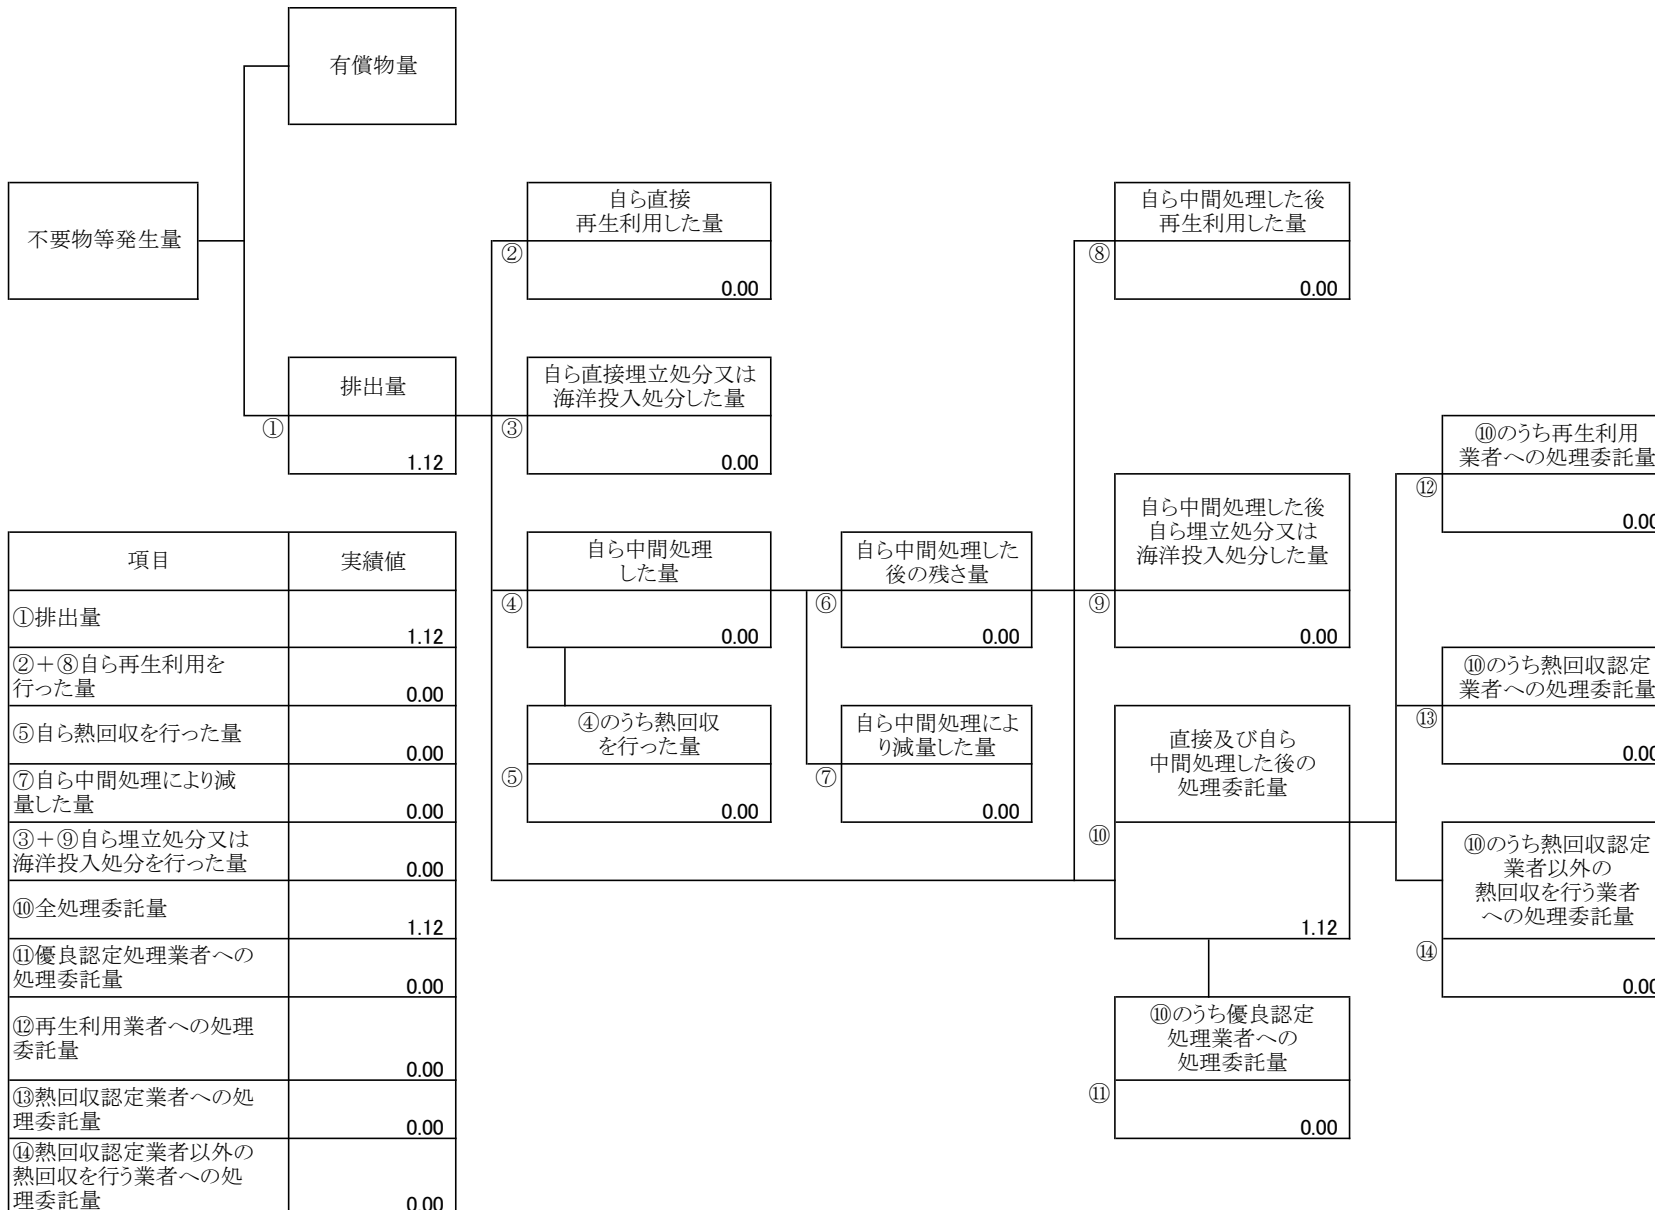 有償物量
不要物等発生量
自ら直接
再生利用した量
②
0.00
自ら中間処理した後
再生利用した量
⑧
0.00
排出量
①
1.12
自ら直接埋立処分又は
海洋投入処分した量
③
0.00
⑩のうち再生利用
業者への処理委託量
⑫
0.00
自ら中間処理
した量
④
0.00
自ら中間処理した
後の残さ量
⑥
0.00
自ら中間処理した後
自ら埋立処分又は
海洋投入処分した量
⑨
0.00
④のうち熱回収
を行った量
⑤
0.00
自ら中間処理によ
り減量した量
⑦
0.00
直接及び自ら
中間処理した後の
処理委託量
⑩
1.12
⑩のうち熱回収認定
業者への処理委託量
⑬
0.00
⑩のうち熱回収認定
業者以外の
熱回収を行う業者
への処理委託量
⑭
0.00
⑩のうち優良認定
処理業者への
処理委託量
⑪
0.00
項目 実績値
①排出量
1.12
②＋⑧自ら再生利用を
行った量
0.00
⑤自ら熱回収を行った量
0.00
⑦自ら中間処理により減
量した量
0.00
③＋⑨自ら埋立処分又は
海洋投入処分を行った量
0.00
⑩全処理委託量
1.12
⑪優良認定処理業者への
処理委託量
0.00
⑫再生利用業者への処理
委託量
0.00
⑬熱回収認定業者への処
理委託量
0.00
⑭熱回収認定業者以外の
熱回収を行う業者への処
理委託量
0.00